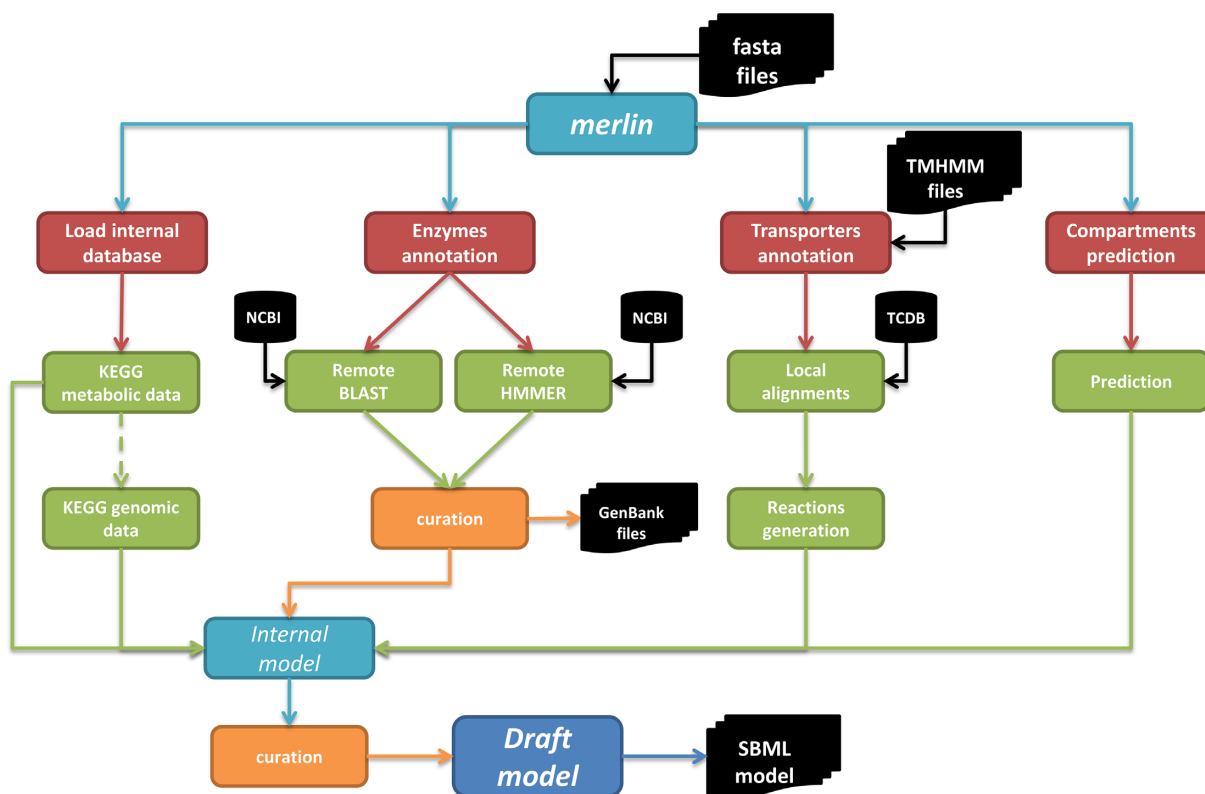 fasta
files
merlin
TMHMM
files
Load internal
database
Enzymes
annotation
Transporters
annotation
Compartments
prediction
NCBI
NCBI
TCDB
KEGG
metabolic data
Remote
BLAST
Remote
HMMER
Local
alignments
Prediction
KEGG genomic
data
curation
GenBank
files
Reactions
generation
Internal
model
curation
Draft
model
SBML
model